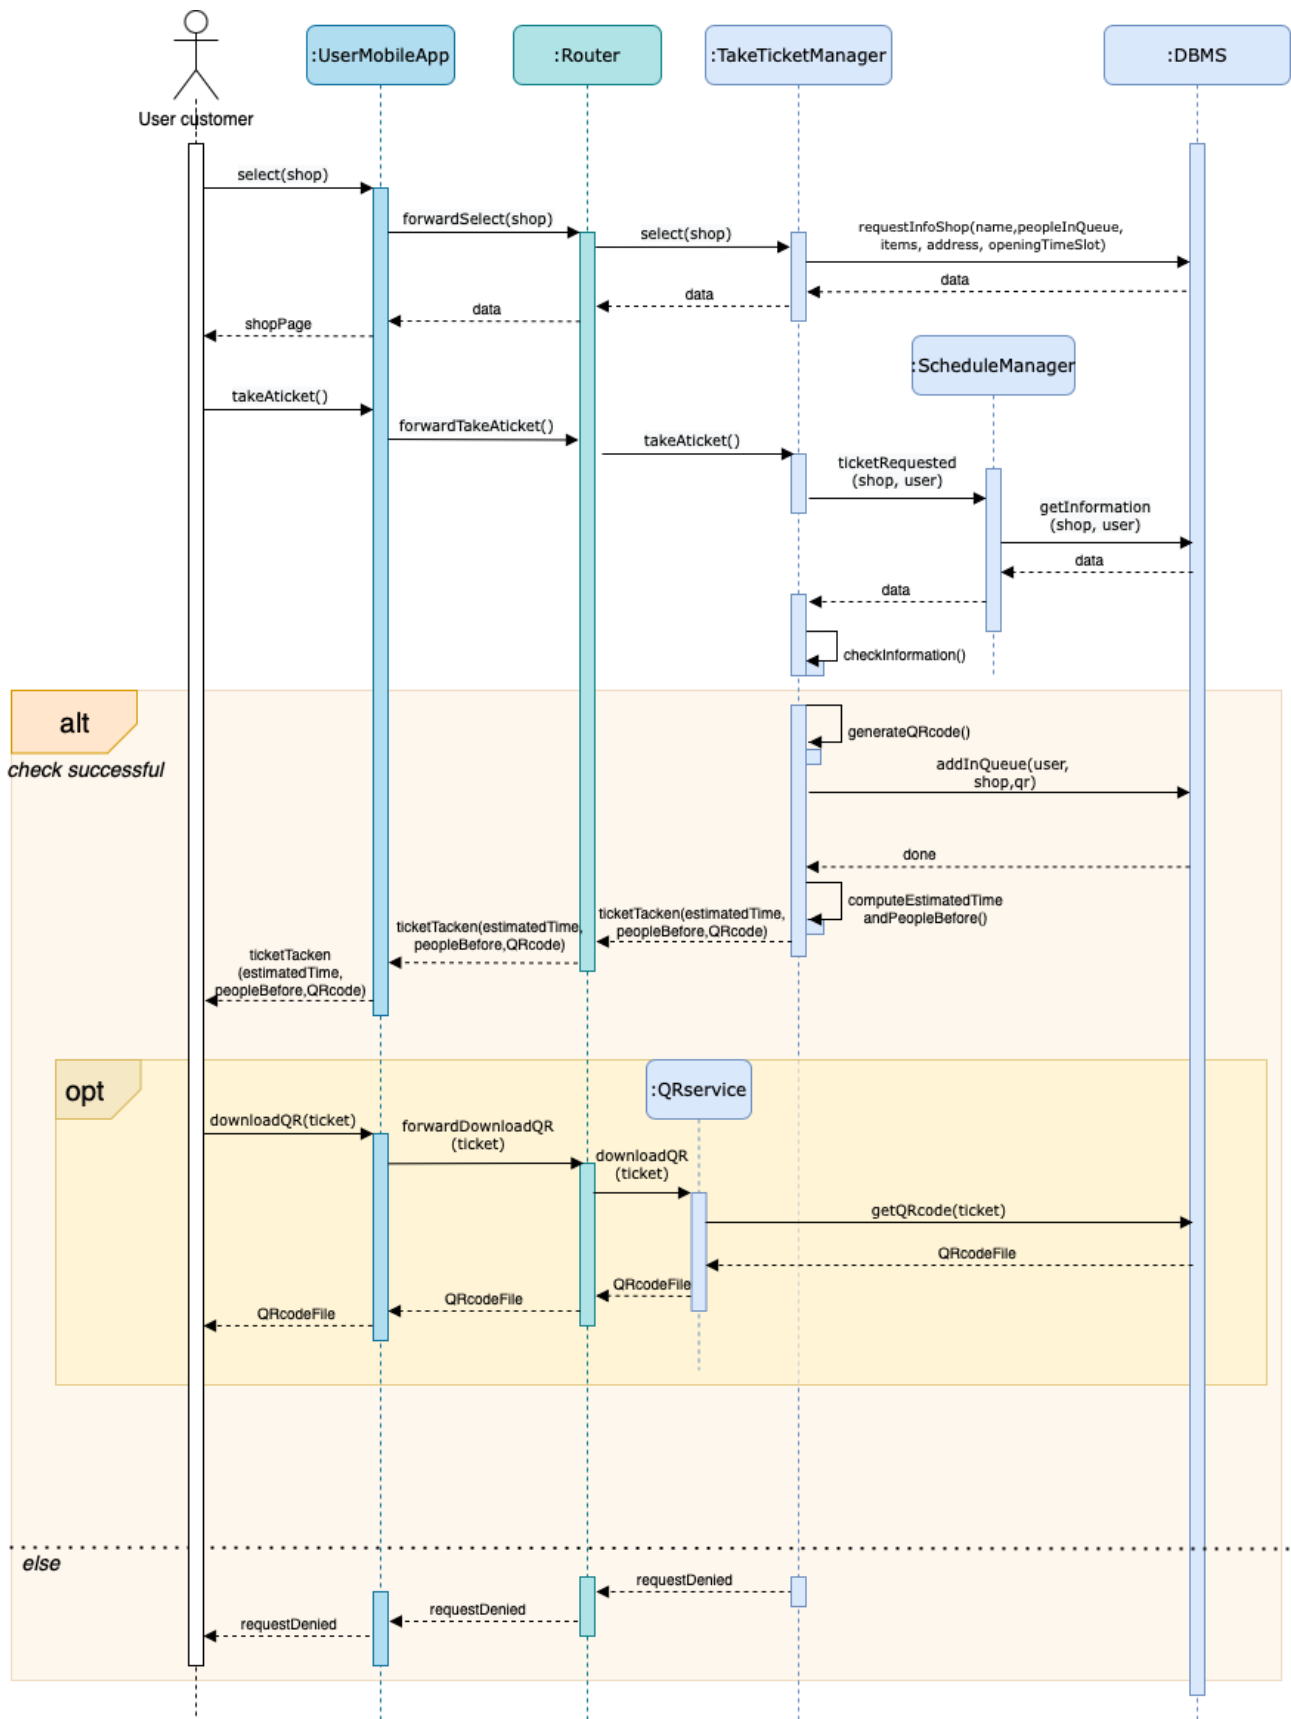 :UserMobileApp
:Router
:TakeTicketManager
:DBMS
User customer
select(shop)
forwardSelect(shop)
select(shop)
requestInfoShop(name,peopleInQueue,
items, address, openingTimeSlot)
data
data
data
shopPage
:ScheduleManager
takeAticket()
forwardTakeAticket()
takeAticket()
ticketRequested
(shop, user)
getInformation
(shop, user)
data
data
checkInformation()
alt
check successful
generateQRcode()
addInQueue(user,
shop,qr)
done
computeEstimatedTime
andPeopleBefore()
ticketTacken(estimatedTime,
peopleBefore,QRcode)
ticketTacken(estimatedTime,
peopleBefore,QRcode)
ticketTacken
(estimatedTime,
peopleBefore,QRcode)
opt
:QRservice
downloadQR(ticket)
forwardDownloadQR
(ticket)
downloadQR
(ticket)
getQRcode(ticket)
QRcodeFile
QRcodeFile
QRcodeFile
QRcodeFile
else
requestDenied
requestDenied
requestDenied